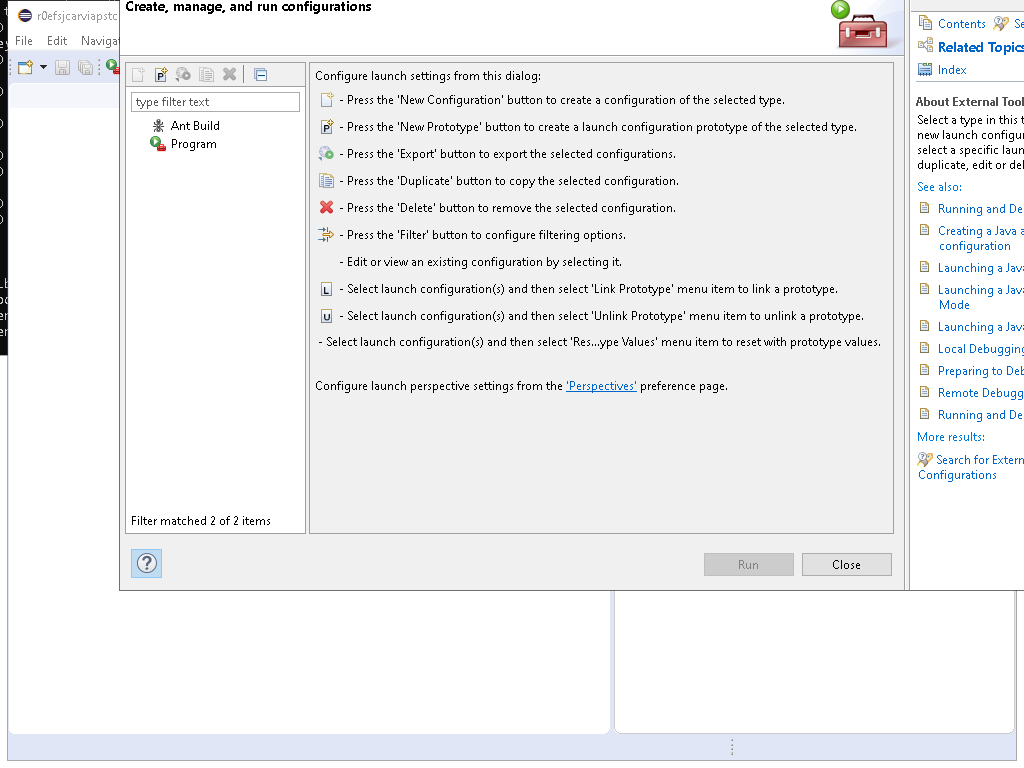 Create, manage, and run configurations
r0efsjcarviapstc
File Edit Naviga
type filter text
Ant Build
Program
Filter matched 2 of 2 items
Configure launch settings from this dialog:
- Press the 'New Configuration' button to create a configuration of the selected type.
- Press the 'New Prototype' button to create a launch configuration prototype of the selected type.
- Press the 'Export' button to export the selected configurations.
- Press the 'Duplicate' button to copy the selected configuration.
- Press the 'Delete' button to remove the selected configuration.
- Press the 'Filter' button to configure filtering options.
- Edit or view an existing configuration by selecting it.
L - Select launch configuration(s) and then select 'Link Prototype' menu item to link a prototype.
U - Select launch configuration(s) and then select 'Unlink Prototype' menu item to unlink a prototype.
- Select launch configuration(s) and then select 'Res...ype Values' menu item to reset with prototype values.
Configure launch perspective settings from the 'Perspectives' preference page.
Run Close
Contents Se
Related Topics
Index
About External Tool
Select a type in this t
new launch configur
select a specific laun
duplicate, edit or del
See also:
Running and De
Creating a Java a
configuration
Launching a Java
Launching a Java
Mode
Launching a Java
Local Debugging
Preparing to Deb
Remote Debugg
Running and De
More results:
Search for Extern
Configurations